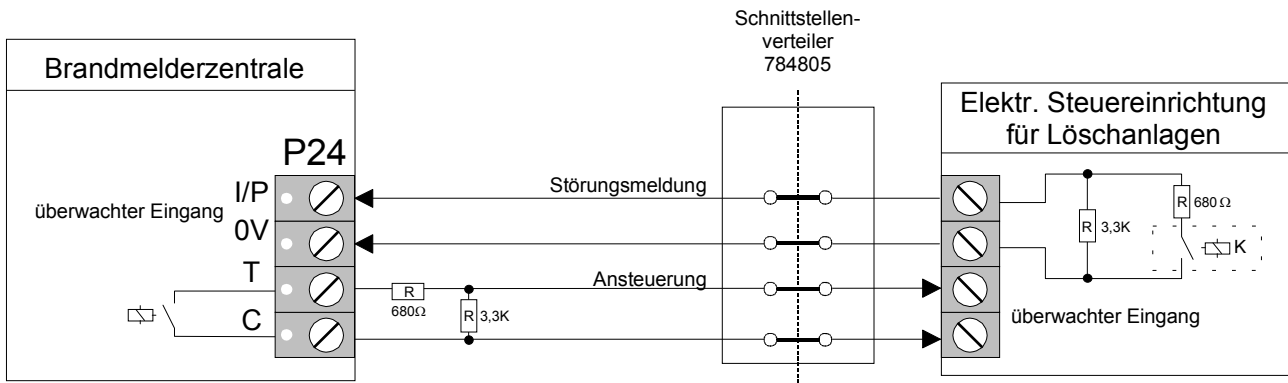 Schnittstellen-
verteiler
784805
Brandmelderzentrale
Elektr. Steuereinrichtung
für Löschanlagen
P24
I/P
überwachter Eingang
0V
T
C
Störungsmeldung
Ansteuerung
R
680Ω
R 3,3K
R 3,3K
R 680 Ω
K
überwachter Eingang